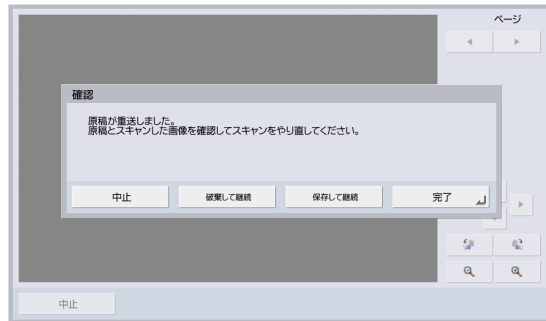 ページ
確認
原稿が重送しました。
原稿とスキャンした画像を確認してスキャンをやり直してください。
中止
破棄して継続
保存して継続
完了
中止